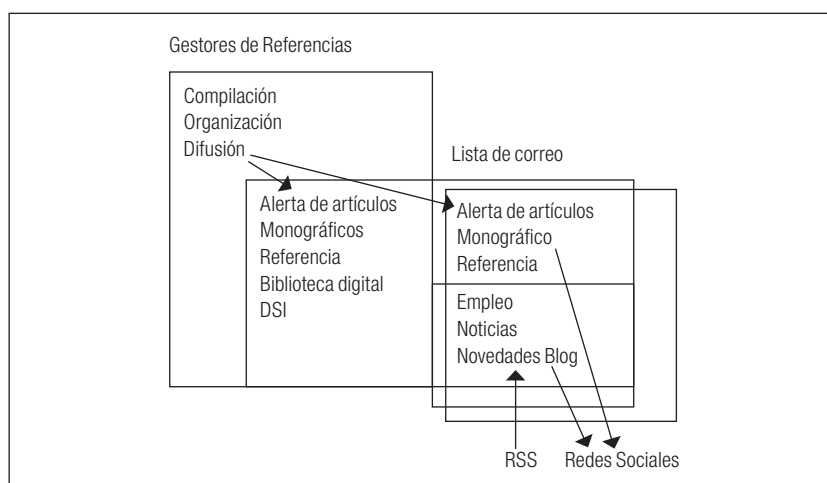 Gestores de Referencias
Compilación
Organización
Difusión
Lista de correo
Alerta de artículos
Monográficos
Referencia
Biblioteca digital
DSI
Alerta de artículos
Monográfico
Referencia
Empleo
Noticias
Novedades Blog
RSS
Redes Sociales